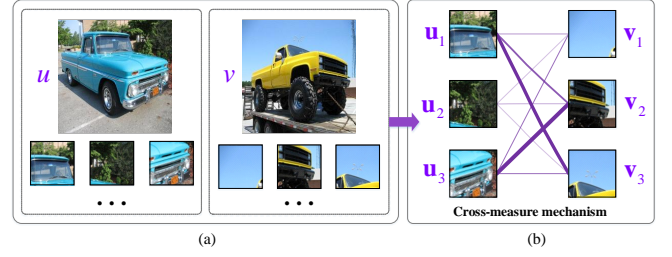 u
v
• • •
• • •
u1
v1
u2
v2
u3
v3
Cross-measure mechanism
(a)
(b)